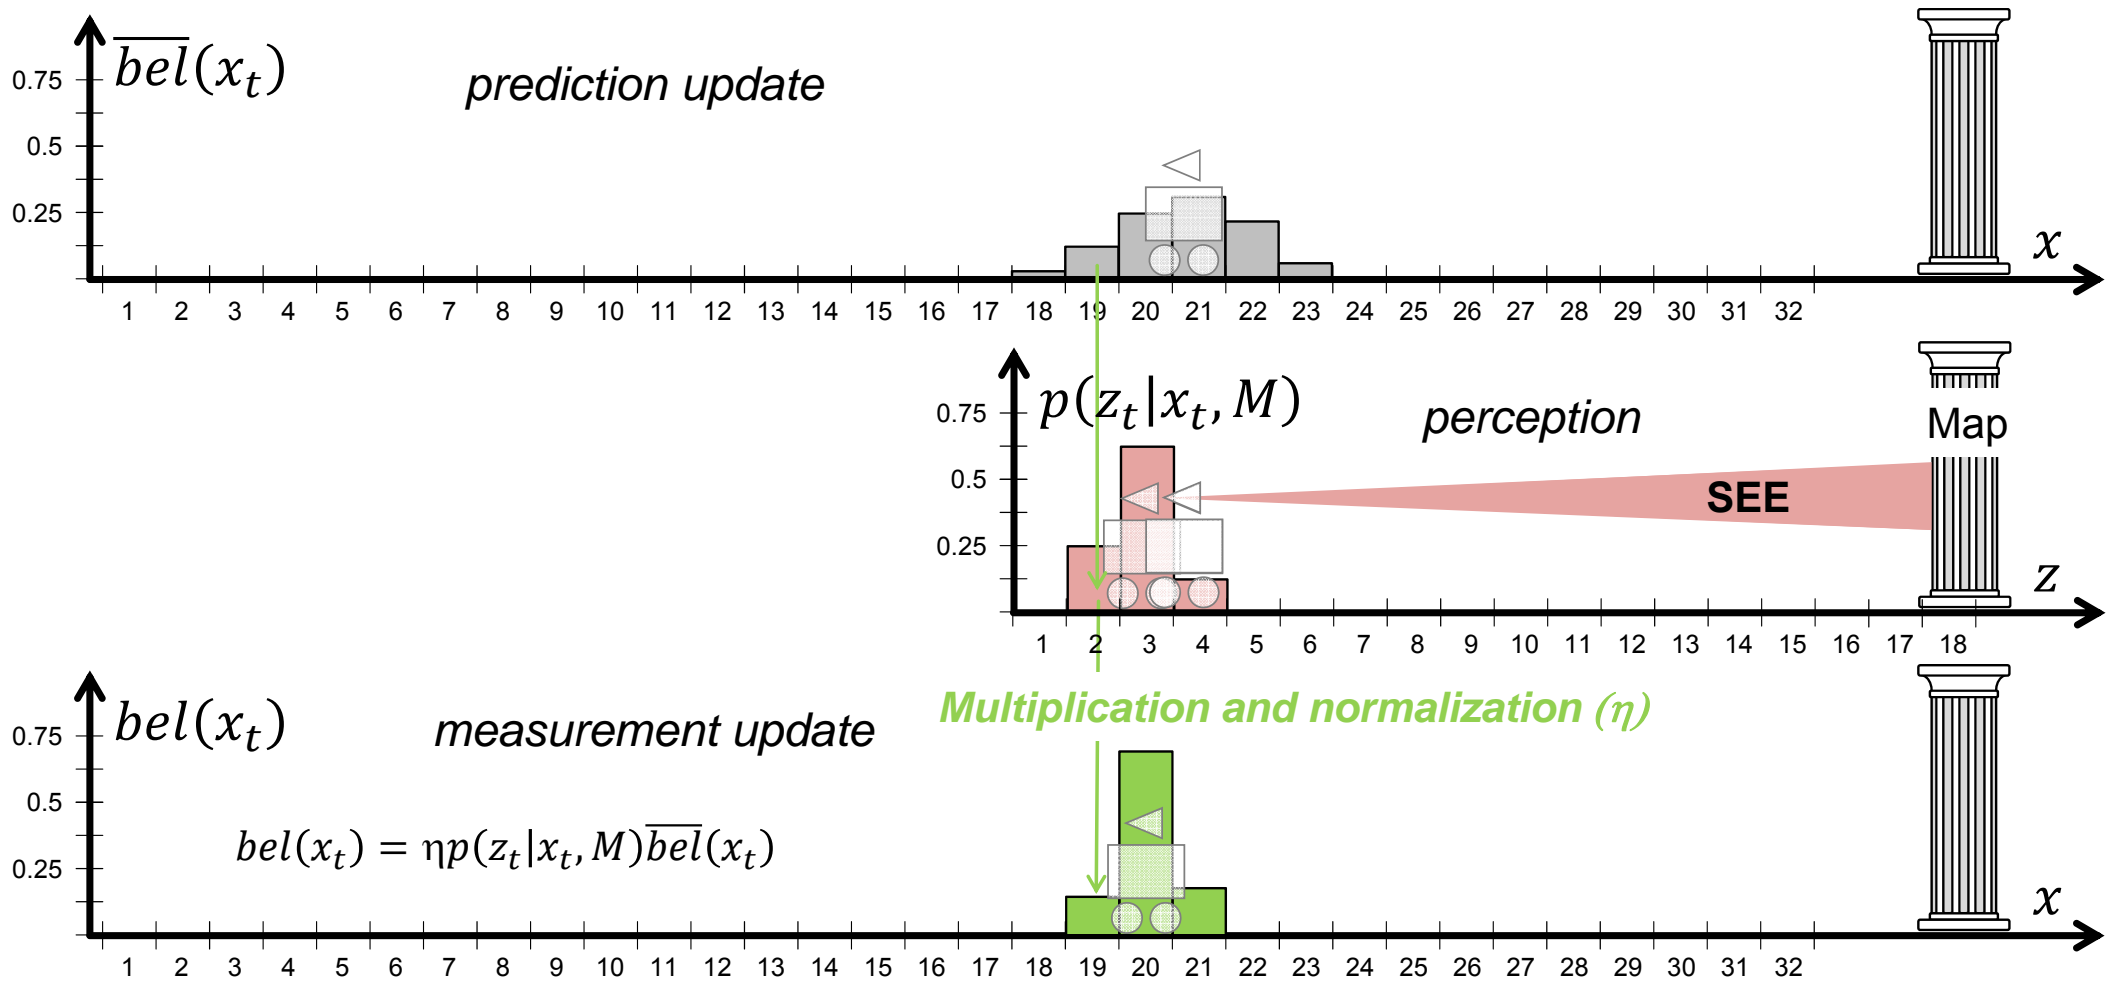 $\overline{bel}(x_t)$
prediction update
0.75
0.5
0.25
x
1 2 3 4 5 6 7 8 9 10 11 12 13 14 15 16 17 18 19 20 21 22 23 24 25 26 27 28 29 30 31 32
$p(z_t|x_t, M)$
perception
Map
0.75
0.5
SEE
0.25
z
1 2 3 4 5 6 7 8 9 10 11 12 13 14 15 16 17 18
$bel(x_t)$
measurement update
Multiplication and normalization (η)
0.75
0.5
$bel(x_t) = ηp(z_t|x_t, M)\overline{bel}(x_t)$
0.25
x
1 2 3 4 5 6 7 8 9 10 11 12 13 14 15 16 17 18 19 20 21 22 23 24 25 26 27 28 29 30 31 32